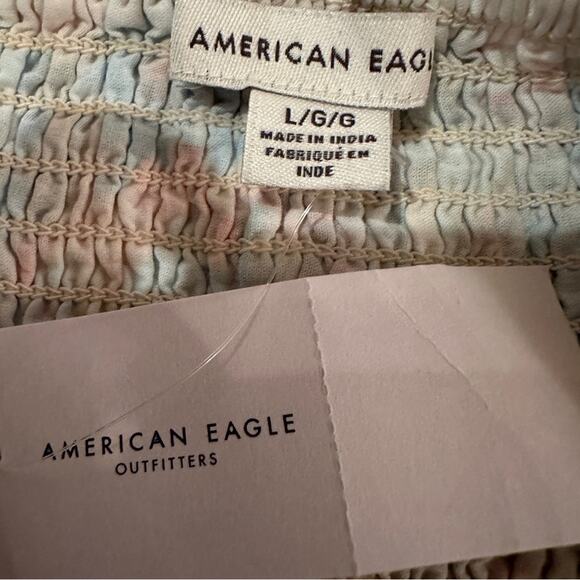 AMERICAN EAGL
L/G/G
MADE IN INDIA
FABRIQUÉ EN
INDE
AMERICAN EAGLE
OUTFITTERS